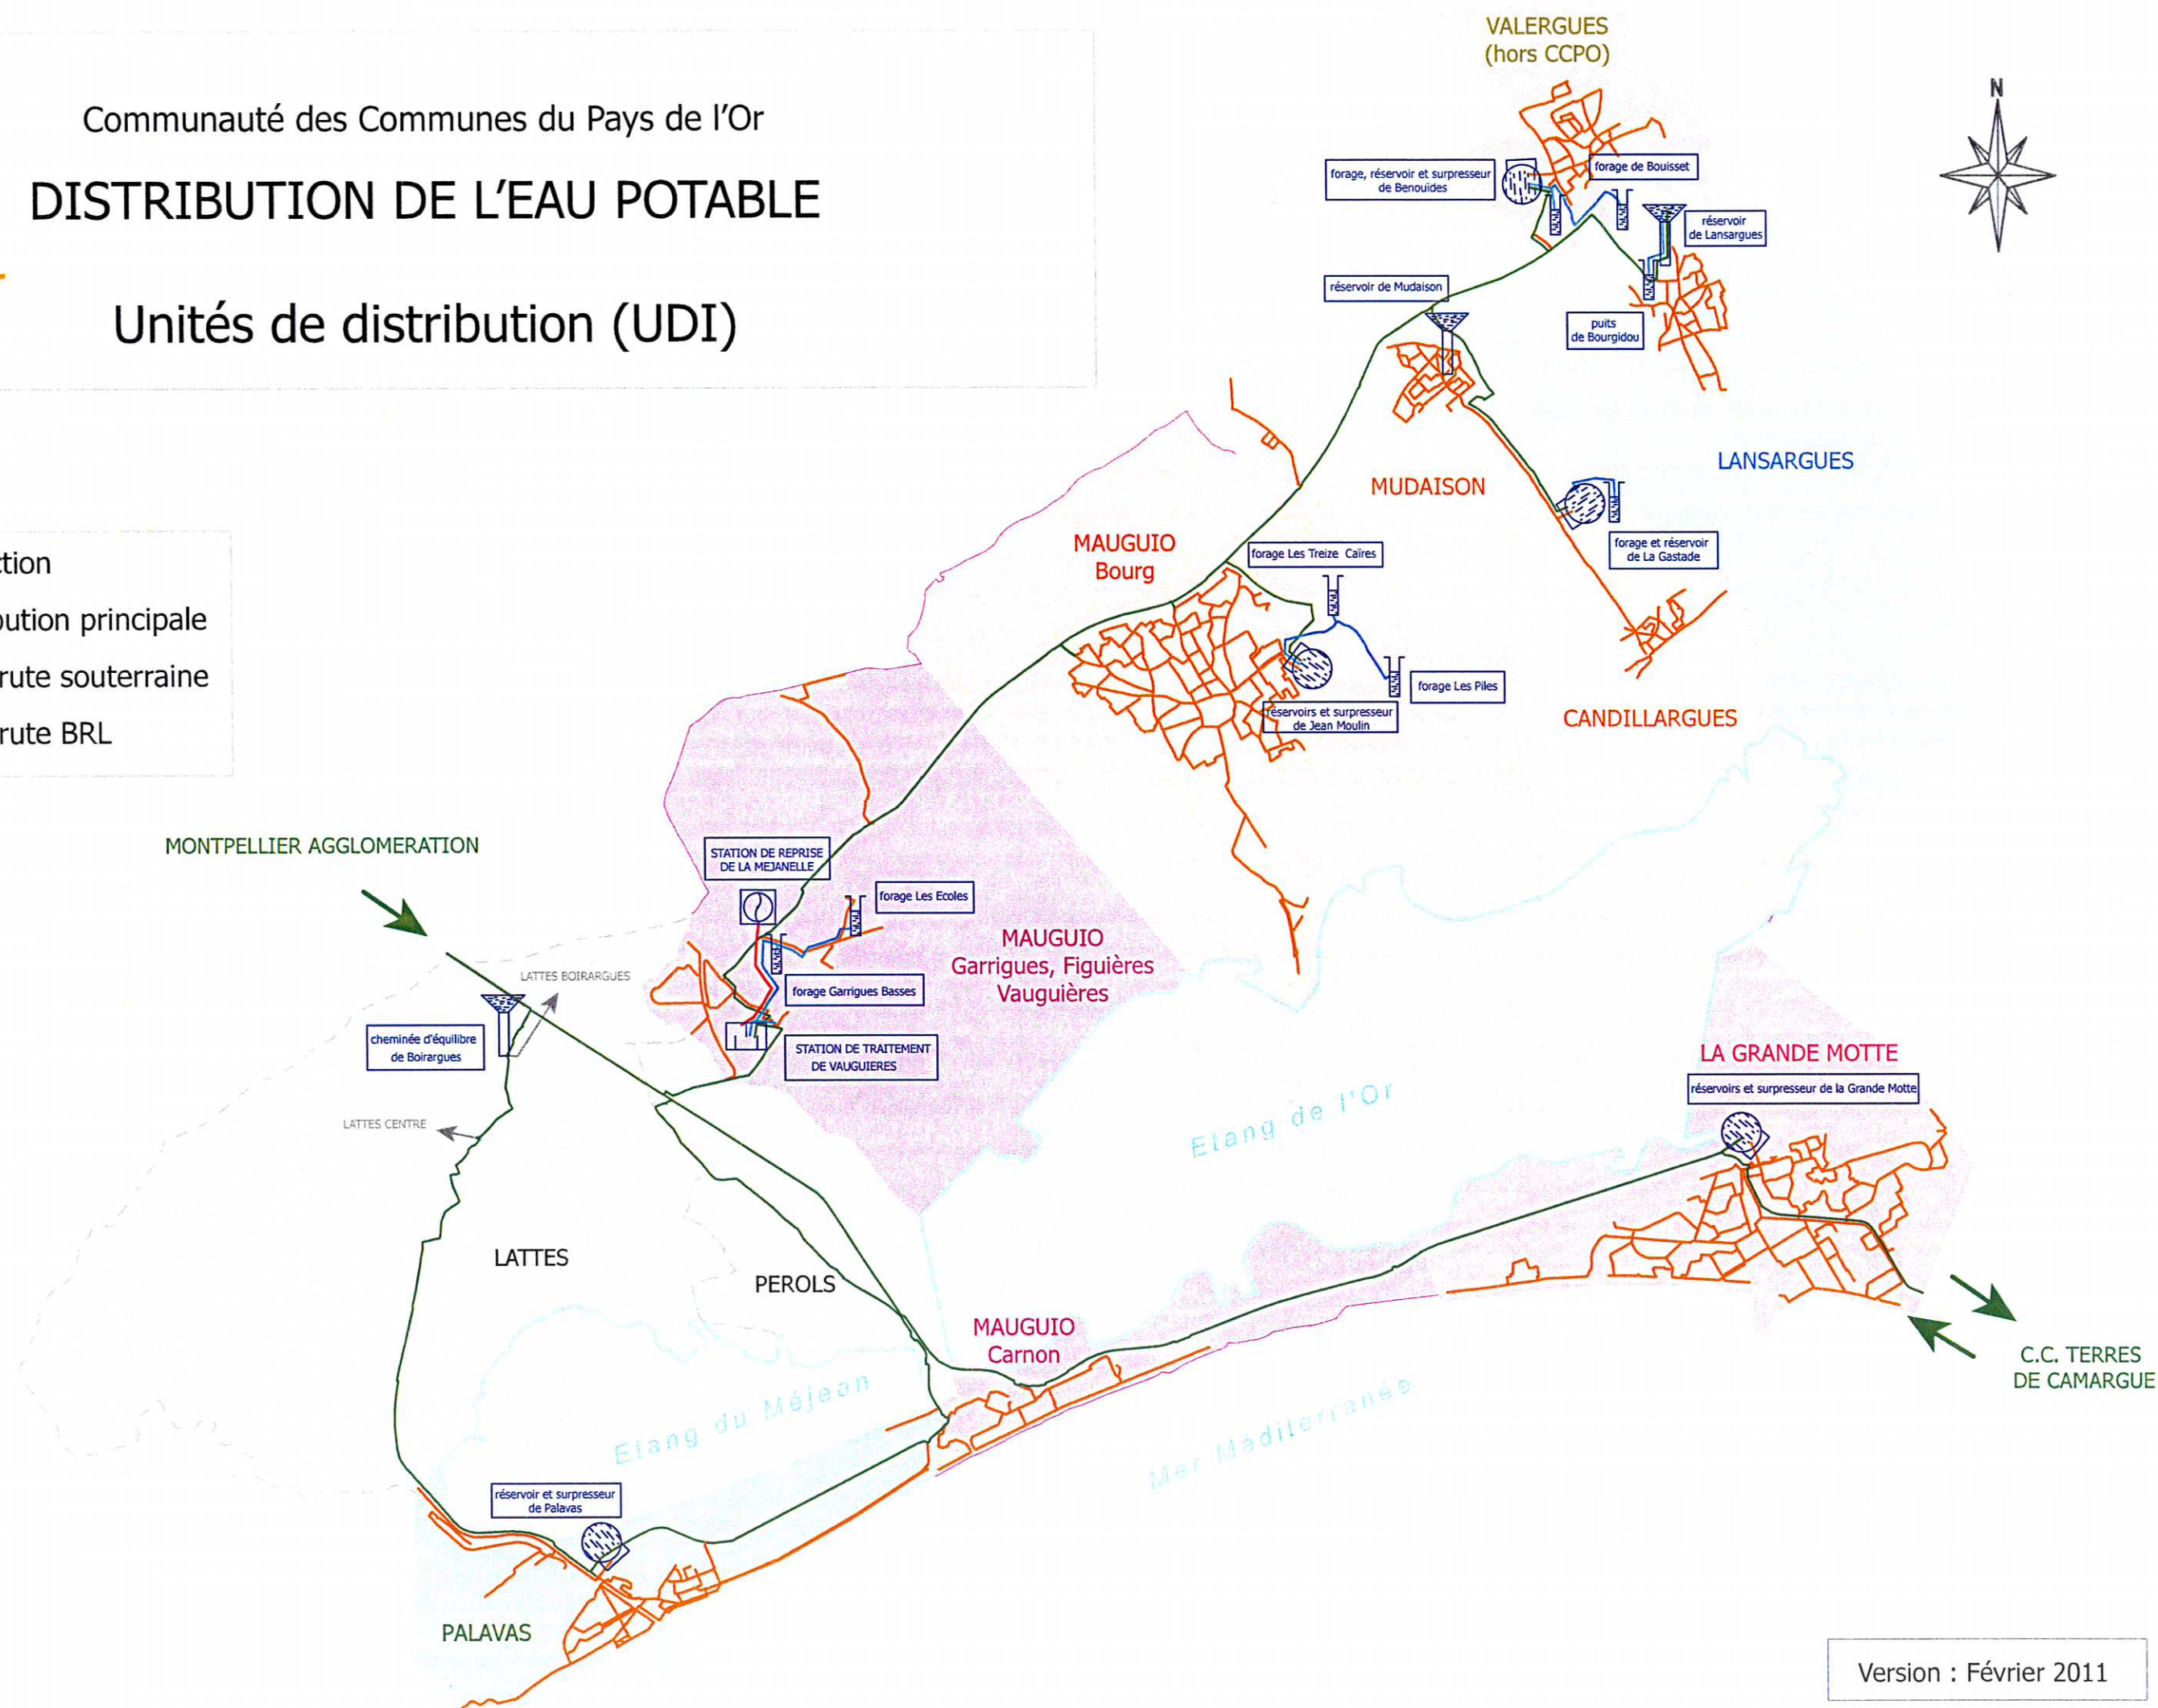 Communauté des Communes du Pays de l'Or
DISTRIBUTION DE L'EAU POTABLE
Unités de distribution (UDI)
VALERGUES
(hors CCPO)
N
forage, réservoir et surpresseur
de Benouïdes
forage de Bouisset
réservoir
de Lansargues
réservoir de Mudaison
puits
de Bourgidou
LANSARGUES
MUDAISON
MAUGUIO
Bourg
forage Les Treize Caïres
forage et réservoir
de La Gastade
forage Les Piles
réservoirs et surpresseur
de Jean Moulin
CANDILLARGUES
souterraine
BRL
principale
MONTPELLIER AGGLOMERATION
STATION DE REPRISE
DE LA MEJANELLE
forage Les Ecoles
MAUGUIO
Garrigues, Figuières
Vauguières
LATTES BOIRARGUES
forage Garrigues Basses
cheminée d'équilibre
de Boirargues
STATION DE TRAITEMENT
DE VAUGUIERES
LATTES CENTRE
LA GRANDE MOTTE
réservoirs et surpresseur de la Grande Motte
Etang de l'Or
LATTES
PEROLS
MAUGUIO
Carnon
C.C. TERRES
DE CAMARGUE
Etang du Méjean
Mer Méditerranée
réservoir et surpresseur
de Palavas
PALAVAS
Version : Février 2011